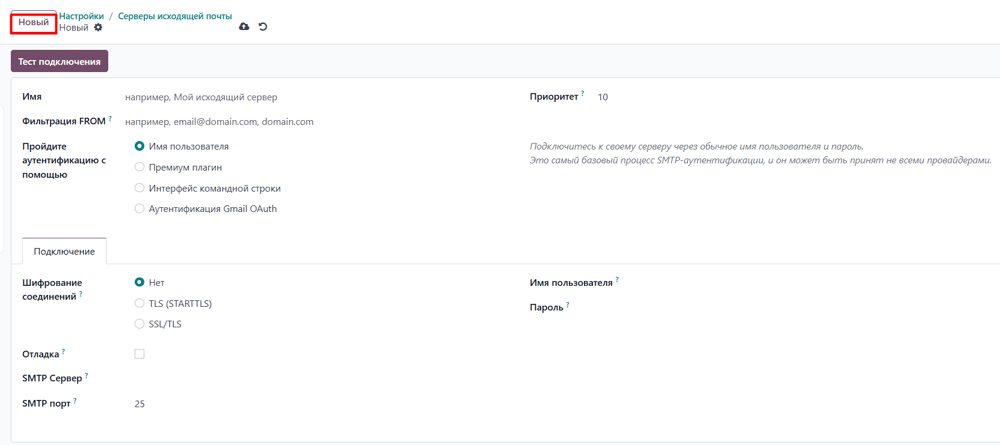 Новый
Настройки / Серверы исходящей почты
Новый
Тест подключения
Имя
например, Мой исходящий сервер
Приоритет ?
10
Фильтрация FROM ?
например, email@domain.com, domain.com
Пройдите
аутентификацию с
помощью
Имя пользователя
Премиум плагин
Интерфейс командной строки
Аутентификация Gmail OAuth
Подключитесь к своему серверу через обычное имя пользователя и пароль.
Это самый базовый процесс SMTP-аутентификации, и он может быть принят не всеми провайдерами.
Подключение
Шифрование
соединений ?
Нет
TLS (STARTTLS)
SSL/TLS
Имя пользователя ?
Пароль ?
Отладка ?
SMTP Сервер ?
SMTP порт ?
25